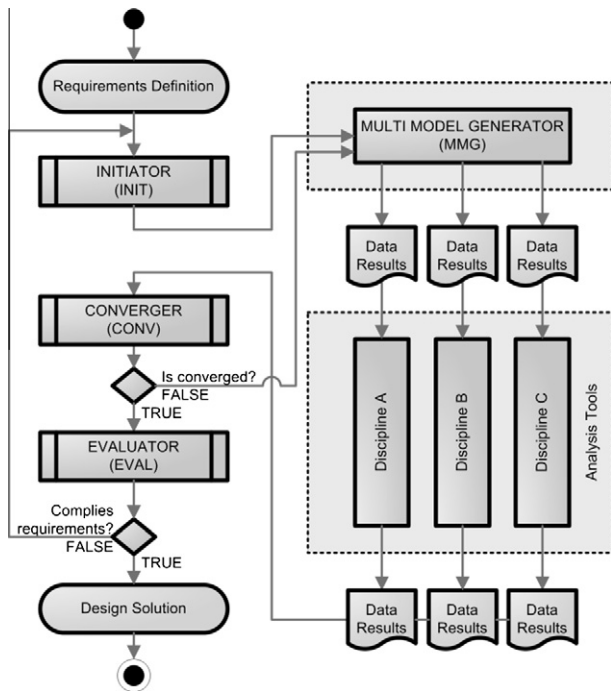 Requirements Definition
INITIATOR
(INIT)
MULTI MODEL GENERATOR
(MMG)
Data
Results
Data
Results
Data
Results
CONVERGER
(CONV)
Is converged?
FALSE
TRUE
EVALUATOR
(EVAL)
Complies
requirements?
FALSE
TRUE
Design Solution
Discipline A
Discipline B
Discipline C
Analysis Tools
Data
Results
Data
Results
Data
Results